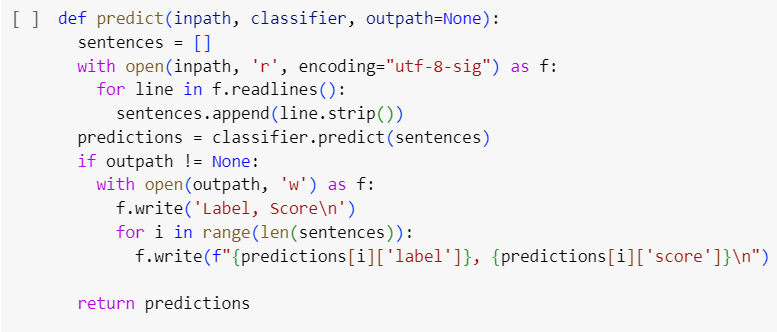 [ ] def predict(inpath, classifier, outpath=None):
sentences = []
with open(inpath, 'r', encoding="utf-8-sig") as f:
for line in f.readlines():
sentences.append(line.strip())
predictions = classifier.predict(sentences)
if outpath != None:
with open(outpath, 'w') as f:
f.write('Label, Score\n')
for i in range(len(sentences)):
f.write(f"{predictions[i]['label']}, {predictions[i]['score']}\n")
return predictions